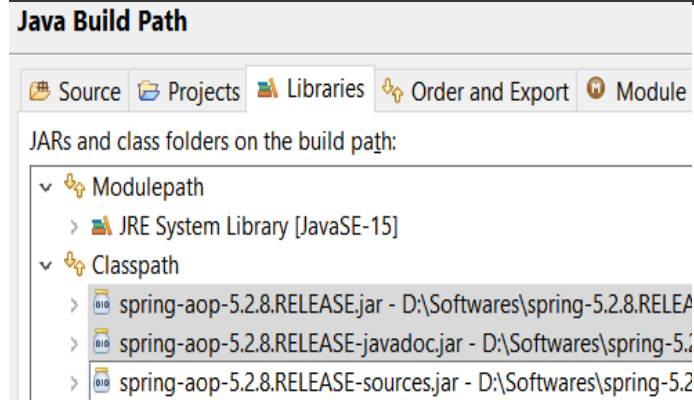 Java Build Path
Source Projects Libraries Order and Export Module
JARs and class folders on the build path:
Modulepath
JRE System Library [JavaSE-15]
Classpath
spring-aop-5.2.8.RELEASE.jar - D:\Softwares\spring-5.2.8.RELEA
spring-aop-5.2.8.RELEASE-javadoc.jar - D:\Softwares\spring-5.2
spring-aop-5.2.8.RELEASE-sources.jar - D:\Softwares\spring-5.2